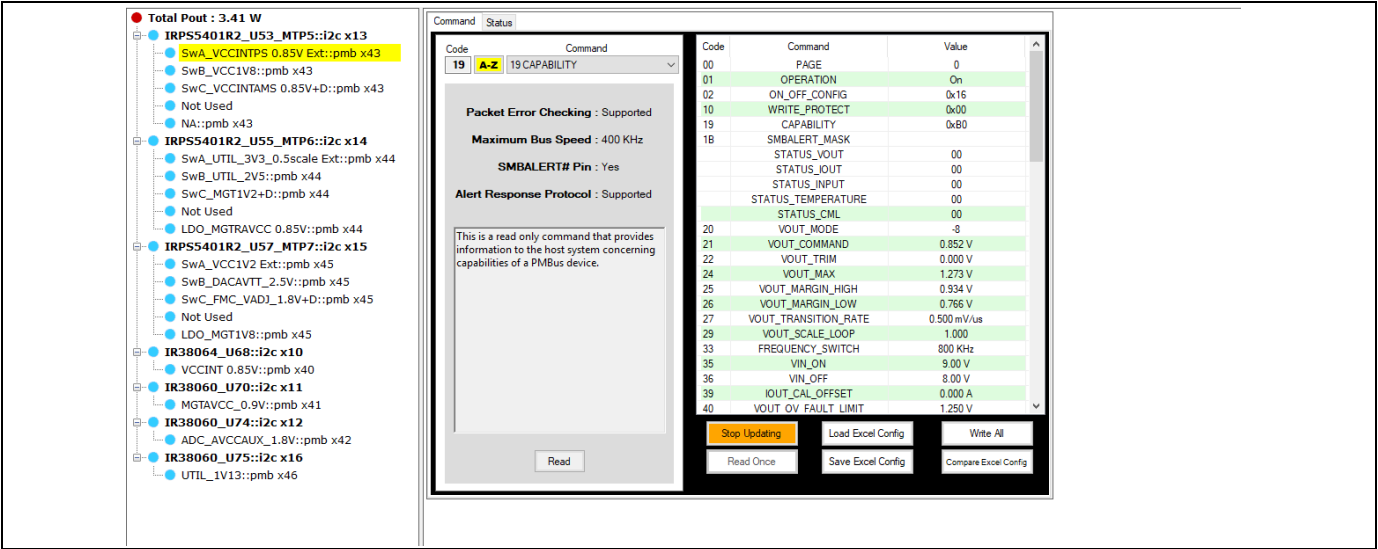 Total Pout : 3.41 W
IRPS5401R2_U53_MTP5::i2c x13
SwA_VCCINTPS 0.85V Ext::pmb x43
SwB_VCC1V8::pmb x43
SwC_VCCINTAMS 0.85V+D::pmb x43
Not Used
NA::pmb x43
IRPS5401R2_U55_MTP6::i2c x14
SwA_UTIL_3V3_0.5scale Ext::pmb x44
SwB_UTIL_2V5::pmb x44
SwC_MGT1V2+D::pmb x44
Not Used
LDO_MGTRAVCC 0.85V::pmb x44
IRPS5401R2_U57_MTP7::i2c x15
SwA_VCC1V2 Ext::pmb x45
SwB_DACAVTT_2.5V::pmb x45
SwC_FMC_VADJ_1.8V+D::pmb x45
Not Used
LDO_MGT1V8::pmb x45
IR38064_U68::i2c x10
VCCINT 0.85V::pmb x40
IR38060_U70::i2c x11
MGTAVCC_0.9V::pmb x41
IR38060_U74::i2c x12
ADC_AVCCAUX_1.8V::pmb x42
IR38060_U75::i2c x16
UTIL_1V13::pmb x46
Command Status
Code Command
19 A-Z 19 CAPABILITY
Packet Error Checking : Supported
Maximum Bus Speed : 400 KHz
SMBALERT# Pin : Yes
Alert Response Protocol : Supported
This is a read only command that provides
information to the host system concerning
capabilities of a PMBus device.
Read
Code Command Value
00 PAGE 0
01 OPERATION On
02 ON_OFF_CONFIG 0x16
10 WRITE_PROTECT 0x00
19 CAPABILITY 0xB0
1B SMBALERT_MASK
STATUS_VOUT 00
STATUS_IOUT 00
STATUS_INPUT 00
STATUS_TEMPERATURE 00
STATUS_CML 00
20 VOUT_MODE -8
21 VOUT_COMMAND 0.852 V
22 VOUT_TRIM 0.000 V
24 VOUT_MAX 1.273 V
25 VOUT_MARGIN_HIGH 0.934 V
26 VOUT_MARGIN_LOW 0.766 V
27 VOUT_TRANSITION_RATE 0.500 mV/us
29 VOUT_SCALE_LOOP 1.000
33 FREQUENCY_SWITCH 800 KHz
35 VIN_ON 9.00 V
36 VIN_OFF 8.00 V
39 IOUT_CAL_OFFSET 0.000 A
40 VOUT_OV_FAULT_LIMIT 1.250 V
Stop Updating Load Excel Config Write All
Read Once Save Excel Config Compare Excel Config